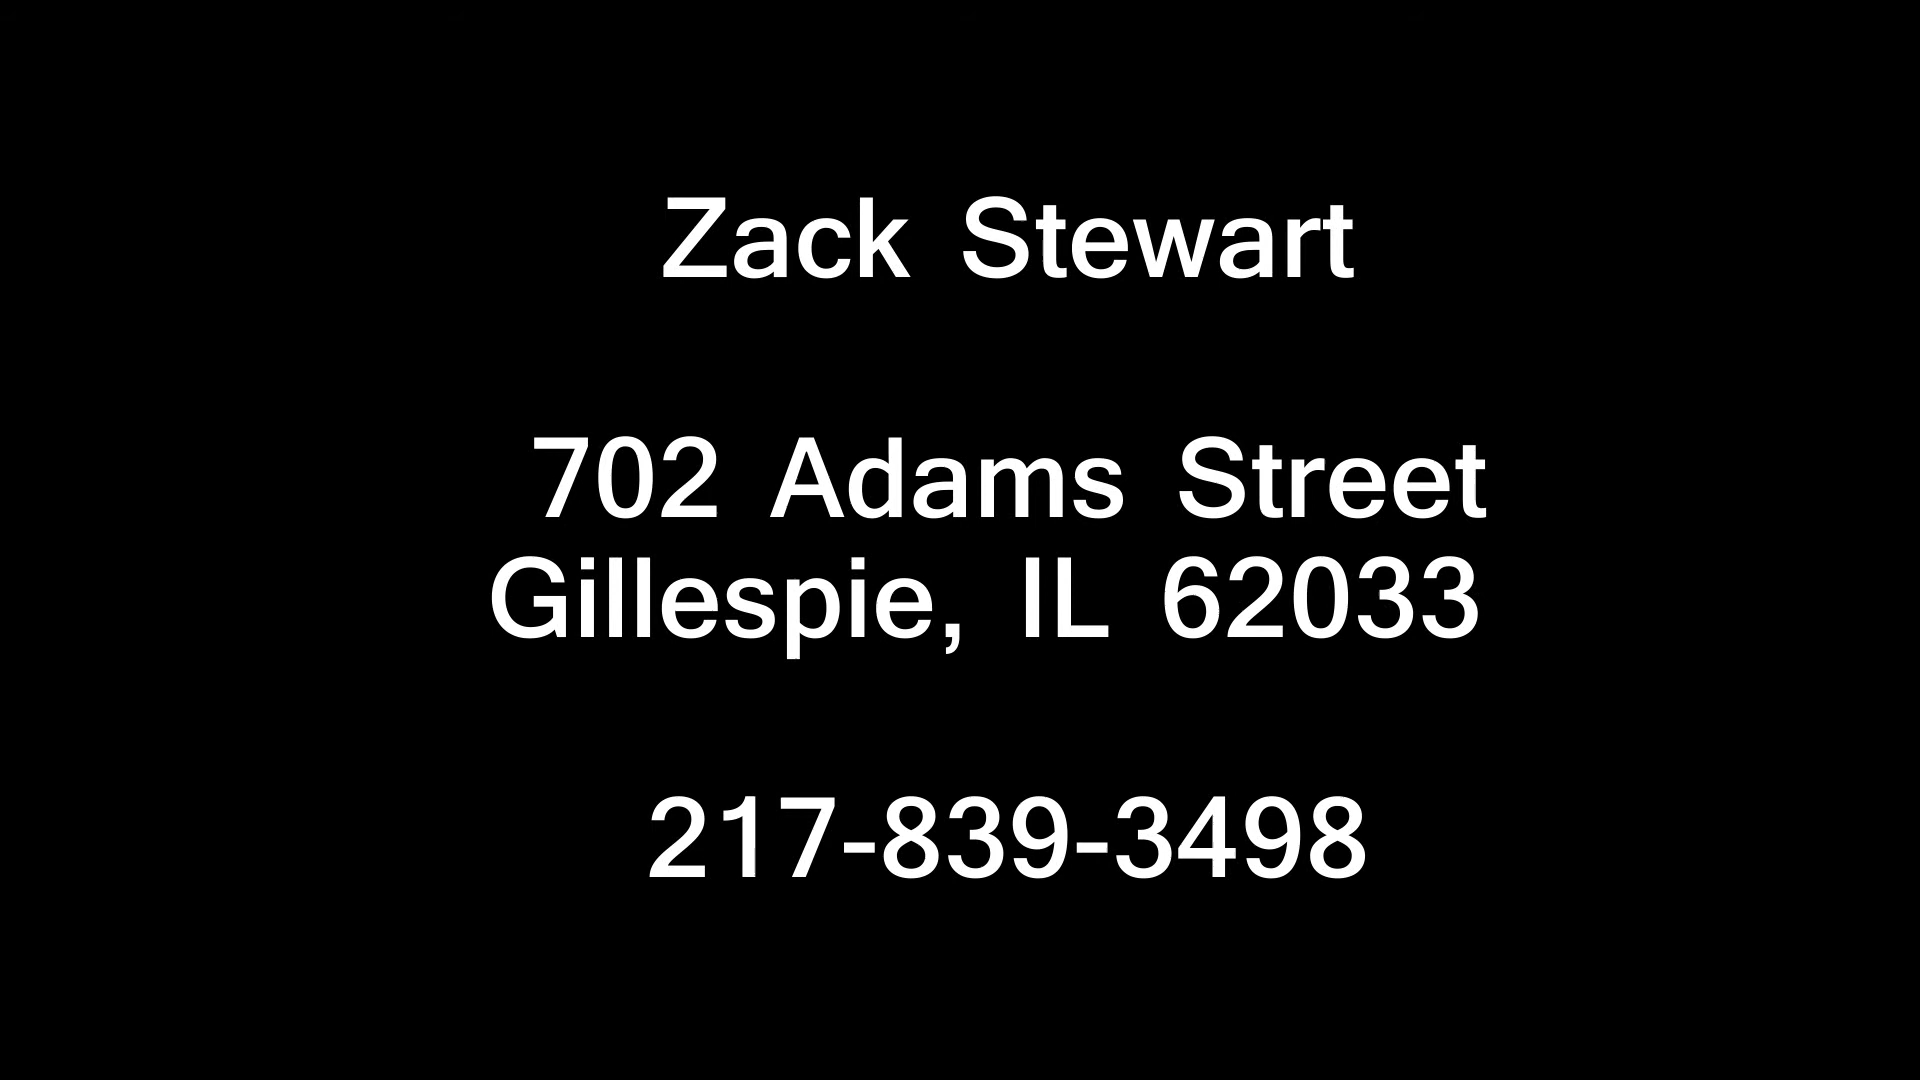 Zack Stewart
702 Adams Street
Gillespie, IL 62033
217-839-3498